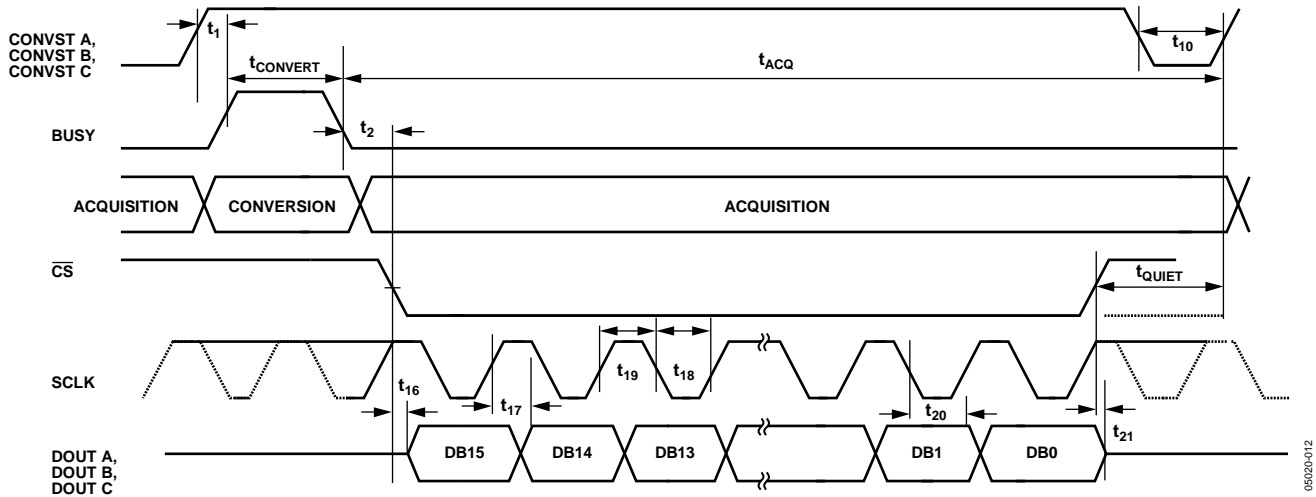 CONVST A,
CONVST B,
CONVST C
t1
t10
tCONVERT
tACQ
BUSY
t2
ACQUISITION
CONVERSION
ACQUISITION
CS
tQUIET
SCLK
t16
t17
t19
t18
t20
t21
DOUT A,
DOUT B,
DOUT C
DB15
DB14
DB13
DB1
DB0
05020-012